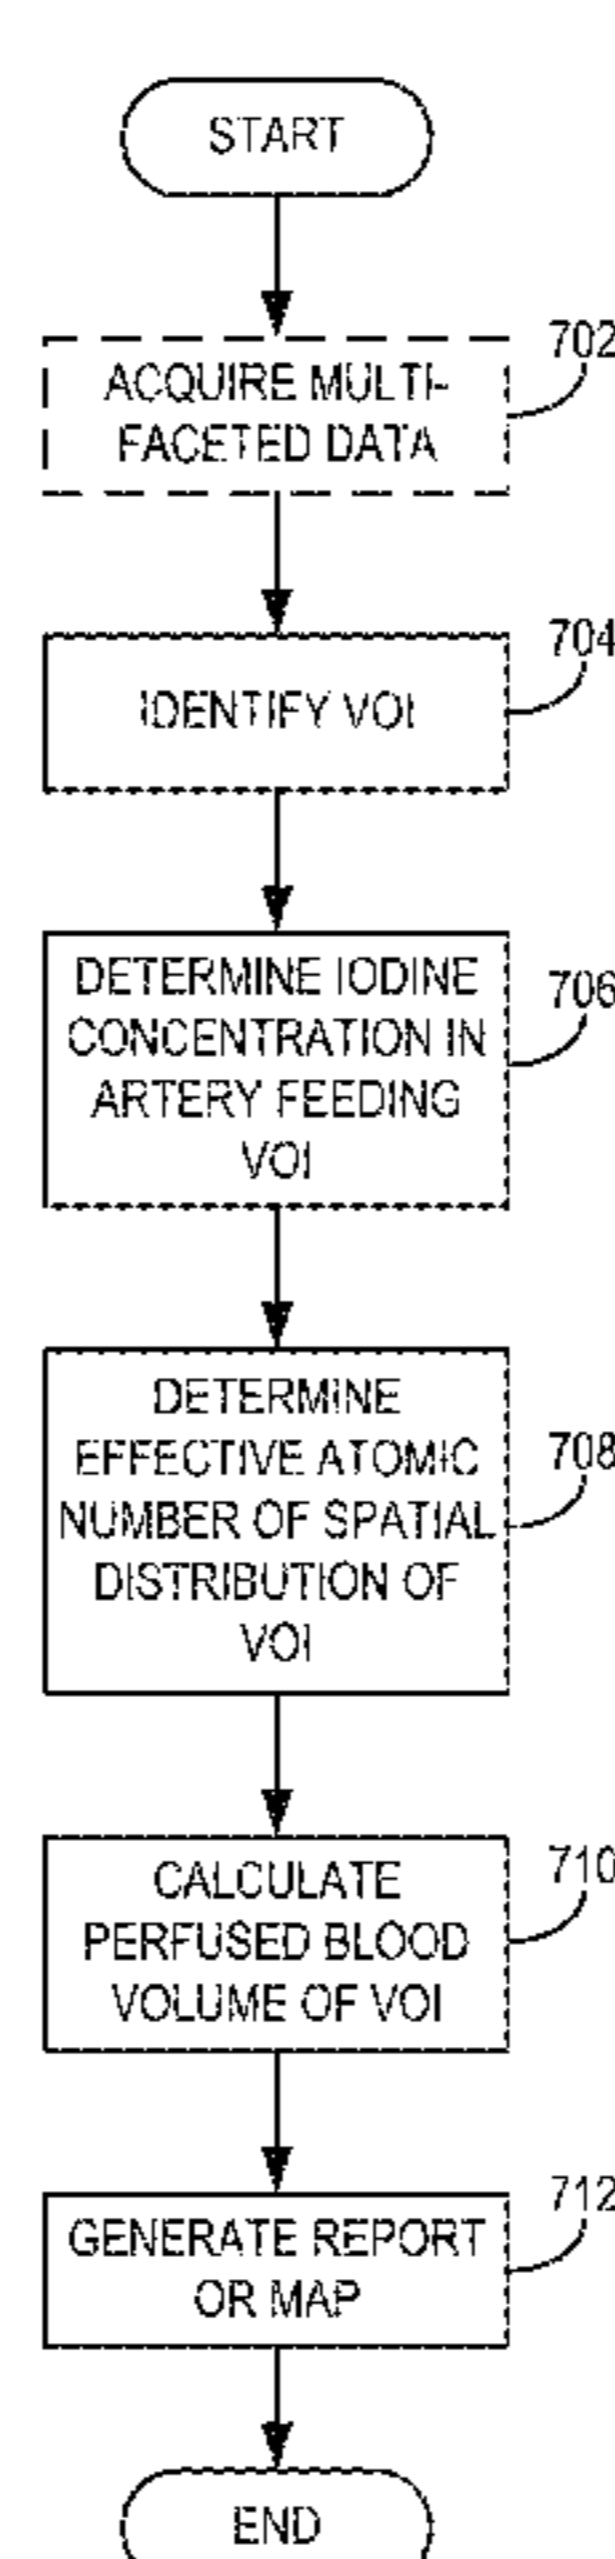 START
702
ACQUIRE MULTI-
FACETED DATA
704
IDENTIFY VOI
706
DETERMINE IODINE
CONCENTRATION IN
ARTERY FEEDING
VOI
708
DETERMINE
EFFECTIVE ATOMIC
NUMBER OF SPATIAL
DISTRIBUTION OF
VOI
710
CALCULATE
PERFUSED BLOOD
VOLUME OF VOI
712
GENERATE REPORT
OR MAP
END